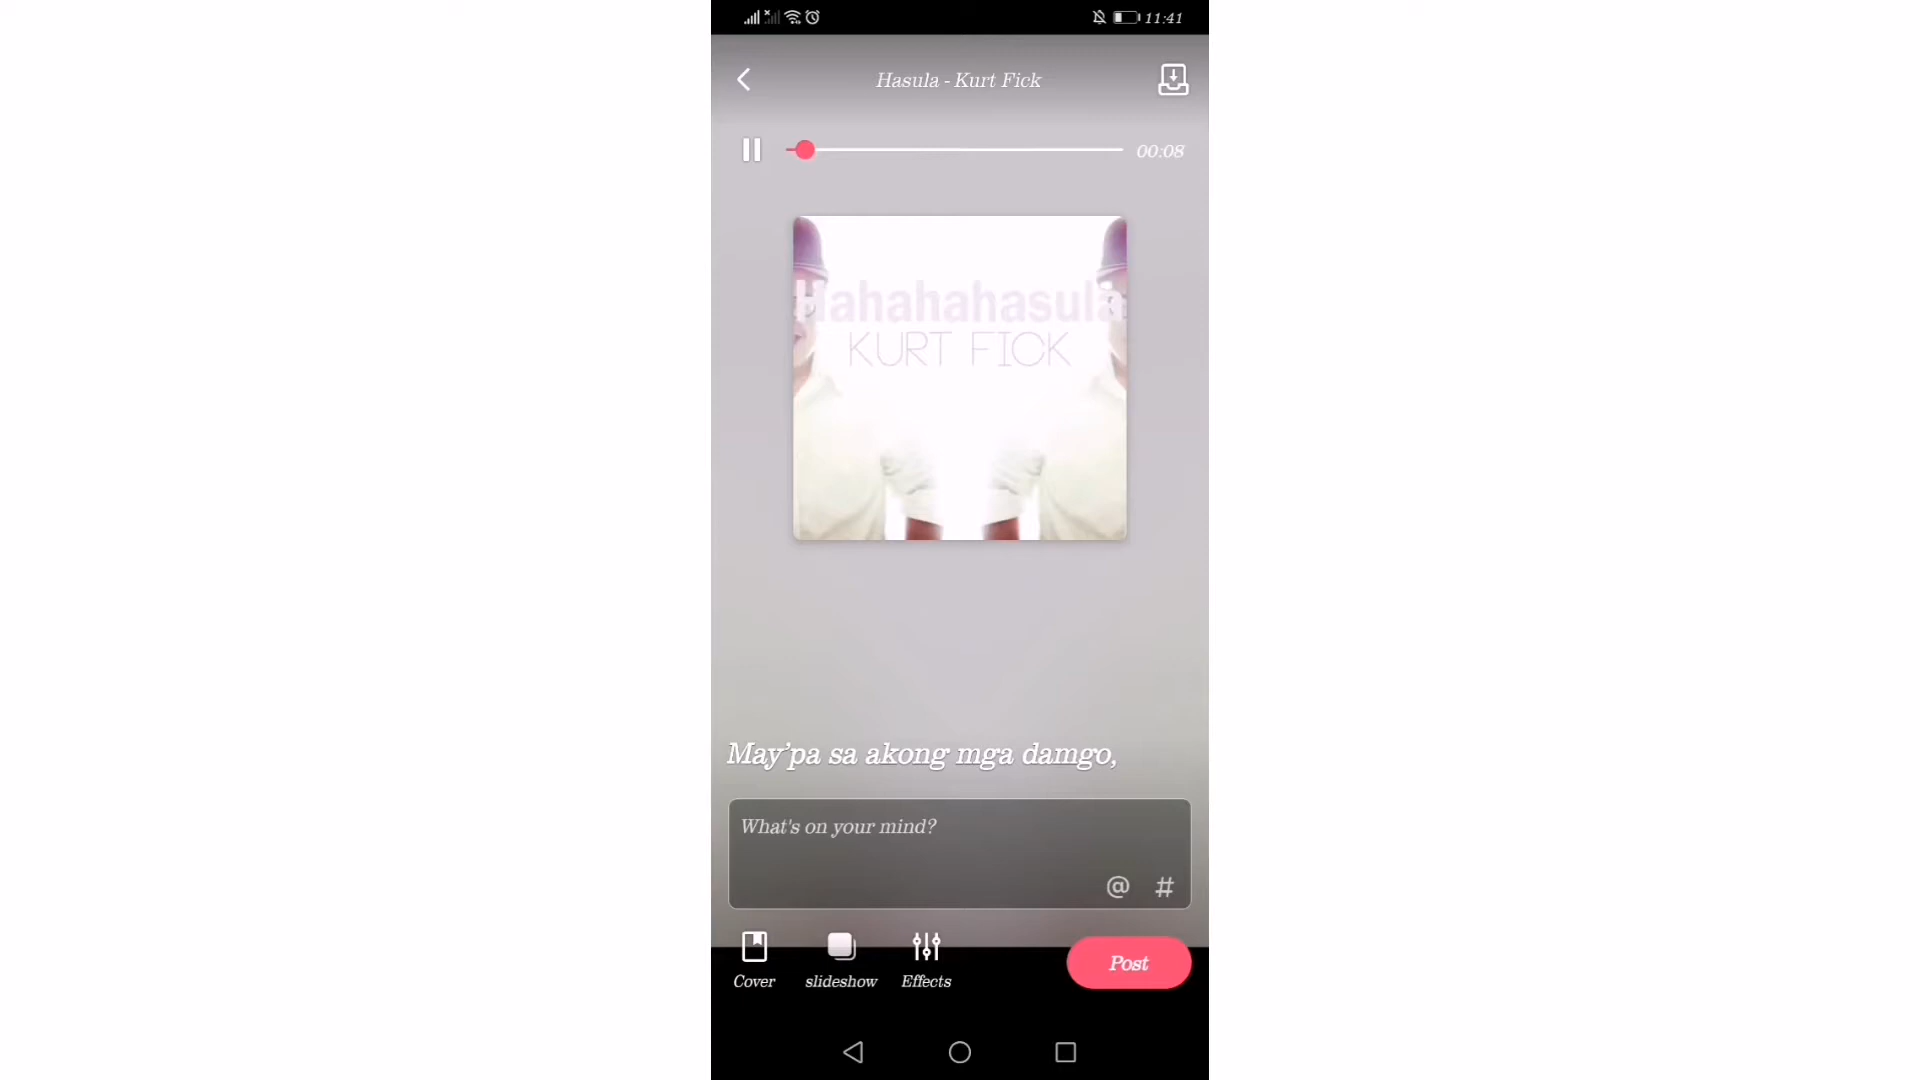 11:41
Hasula - Kurt Fick
00:08
Hahahahasula
KURT FICK
May'pa sa akong mga damgo,
What's on your mind?
@ #
Cover slideshow Effects
Post